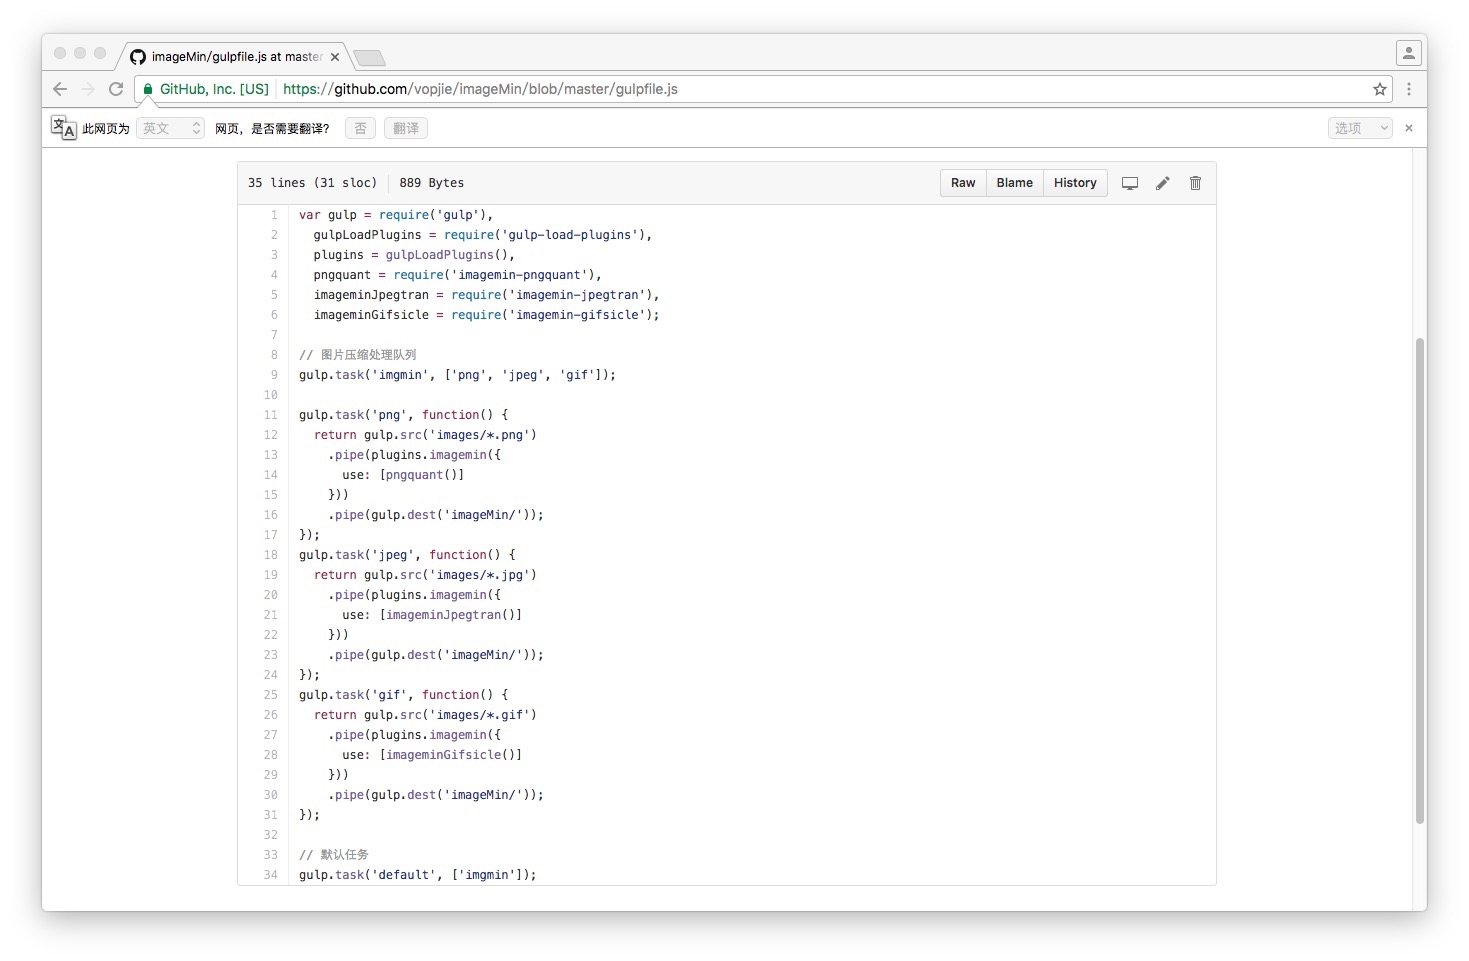 imageMin/gulpfile.js at master
GitHub, Inc. [US] https://github.com/vopjie/imageMin/blob/master/gulpfile.js
此网页为 英文 网页，是否需要翻译? 否 翻译 选项
35 lines (31 sloc) 889 Bytes Raw Blame History
1 var gulp = require('gulp'),
2   gulpLoadPlugins = require('gulp-load-plugins'),
3   plugins = gulpLoadPlugins(),
4   pngquant = require('imagemin-pngquant'),
5   imageminJpegtran = require('imagemin-jpegtran'),
6   imageminGifsicle = require('imagemin-gifsicle');
7
8 // 图片压缩处理队列
9 gulp.task('imgmin', ['png', 'jpeg', 'gif']);
10
11 gulp.task('png', function() {
12   return gulp.src('images/*.png')
13     .pipe(plugins.imagemin({
14       use: [pngquant()]
15     }))
16     .pipe(gulp.dest('imageMin/'));
17 });
18 gulp.task('jpeg', function() {
19   return gulp.src('images/*.jpg')
20     .pipe(plugins.imagemin({
21       use: [imageminJpegtran()]
22     }))
23     .pipe(gulp.dest('imageMin/'));
24 });
25 gulp.task('gif', function() {
26   return gulp.src('images/*.gif')
27     .pipe(plugins.imagemin({
28       use: [imageminGifsicle()]
29     }))
30     .pipe(gulp.dest('imageMin/'));
31 });
32
33 // 默认任务
34 gulp.task('default', ['imgmin']);